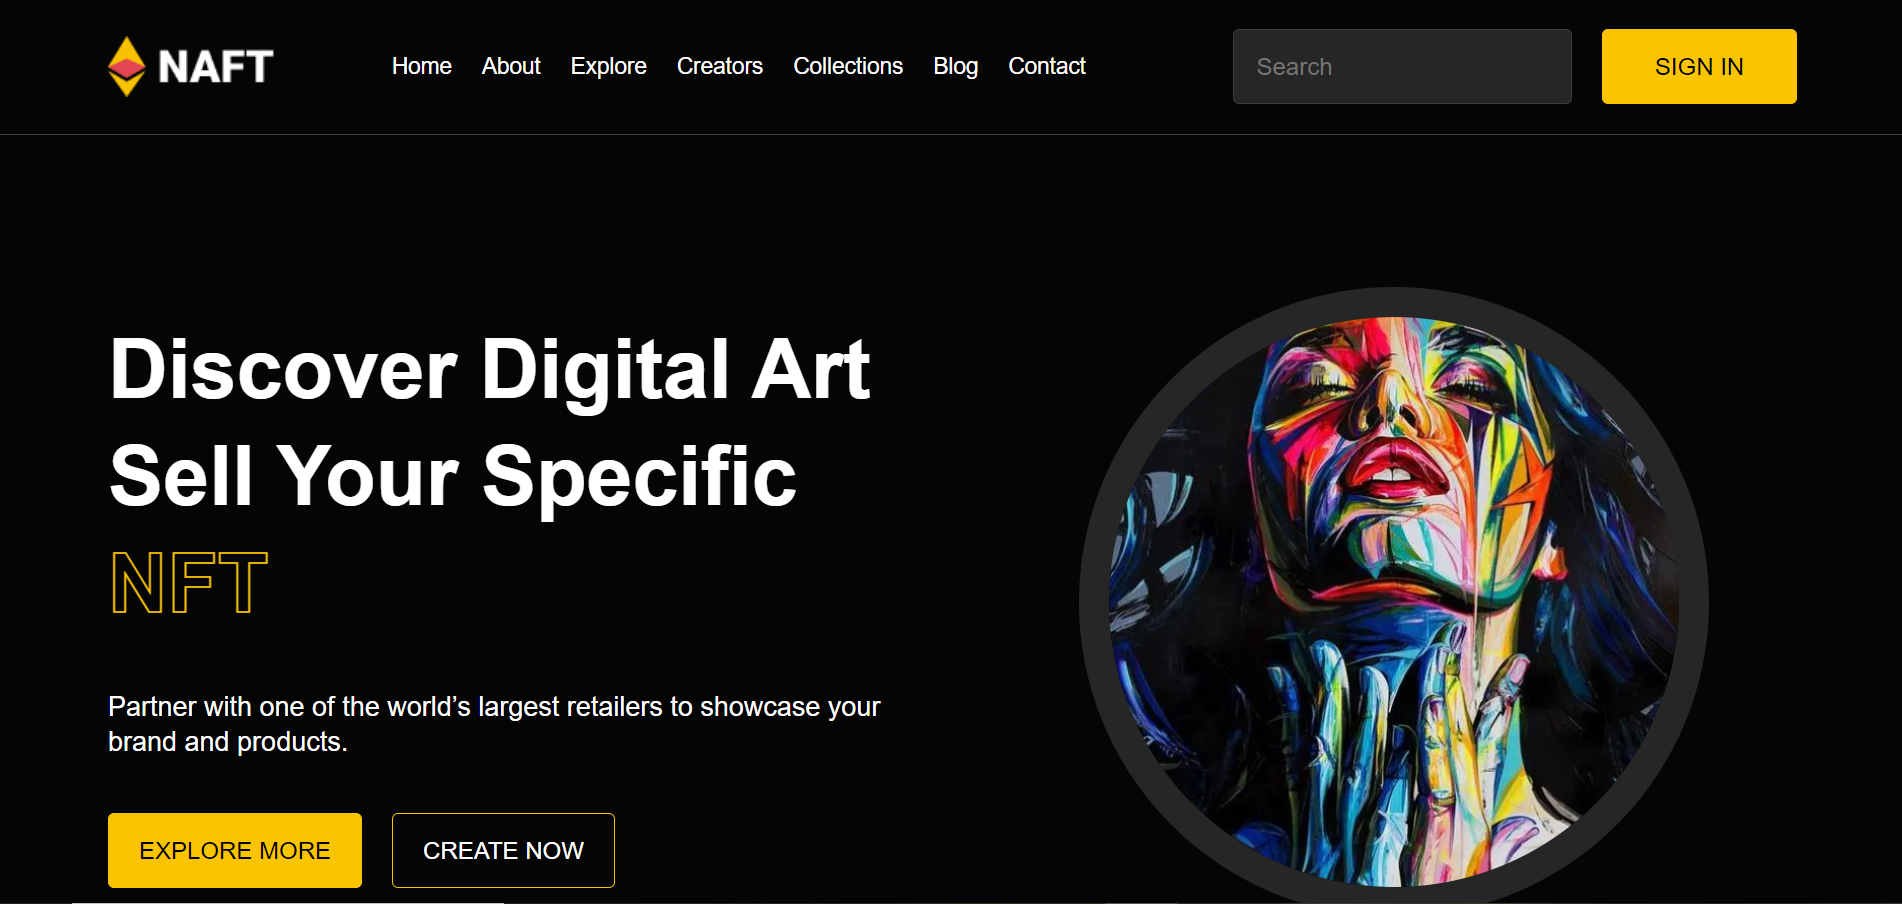 NAFT
Home About Explore Creators Collections Blog Contact
Search
SIGN IN
Discover Digital Art
Sell Your Specific
NFT
Partner with one of the world’s largest retailers to showcase your
brand and products.
EXPLORE MORE
CREATE NOW